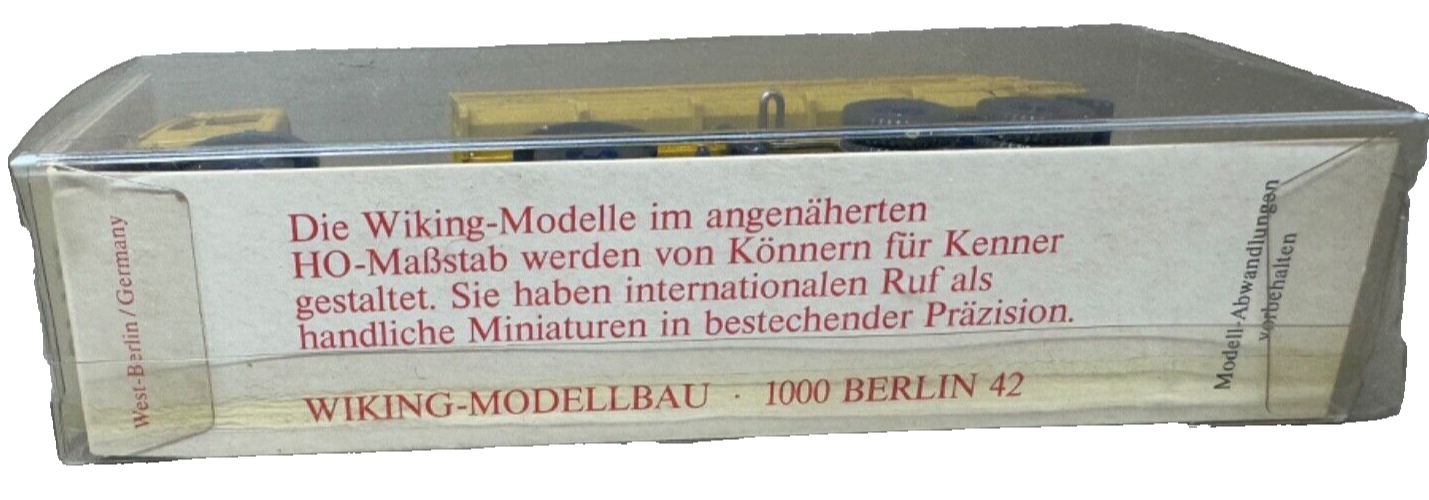 West-Berlin / Germany
Die Wiking-Modelle im angenäherten
HO-Maßstab werden von Könnern für Kenner
gestaltet. Sie haben internationalen Ruf als
handliche Miniaturen in bestechender Präzision.
WIKING-MODELLBAU · 1000 BERLIN 42
Modell-Abwandlungen
vorbehalten